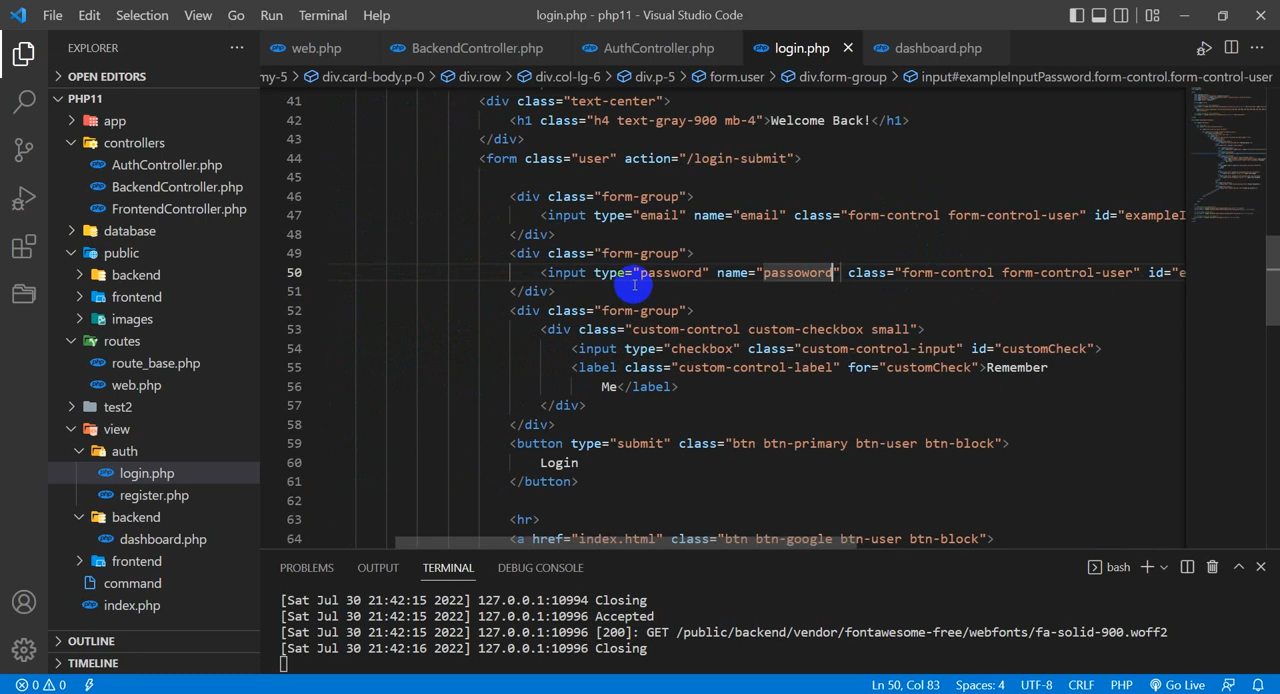 File Edit Selection View Go Run Terminal Help login.php - php11 - Visual Studio Code
EXPLORER
OPEN EDITORS
PHP11
app
controllers
AuthController.php
BackendController.php
FrontendController.php
database
public
backend
frontend
images
routes
route_base.php
web.php
test2
view
auth
login.php
register.php
backend
dashboard.php
frontend
command
index.php
OUTLINE
TIMELINE
web.php BackendController.php AuthController.php login.php dashboard.php
my-5 > div.card-body.p-0 > div.row > div.col-lg-6 > div.p-5 > form.user > div.form-group > input#exampleInputPassword.form-control.form-control-user
41 <div class="text-center">
42 <h1 class="h4 text-gray-900 mb-4">Welcome Back!</h1>
43 </div>
44 <form class="user" action="/login-submit">
45
46 <div class="form-group">
47 <input type="email" name="email" class="form-control form-control-user" id="exampleI
48 </div>
49 <div class="form-group">
50 <input type="password" name="passoword" class="form-control form-control-user" id="e
51 </div>
52 <div class="form-group">
53 <div class="custom-control custom-checkbox small">
54 <input type="checkbox" class="custom-control-input" id="customCheck">
55 <label class="custom-control-label" for="customCheck">Remember
56 Me</label>
57 </div>
58 </div>
59 <button type="submit" class="btn btn-primary btn-user btn-block">
60 Login
61 </button>
62
63 <hr>
64 <a href="index.html" class="btn btn-google btn-user btn-block">
PROBLEMS OUTPUT TERMINAL DEBUG CONSOLE bash
[Sat Jul 30 21:42:15 2022] 127.0.0.1:10994 Closing
[Sat Jul 30 21:42:15 2022] 127.0.0.1:10996 Accepted
[Sat Jul 30 21:42:15 2022] 127.0.0.1:10996 [200]: GET /public/backend/vendor/fontawesome-free/webfonts/fa-solid-900.woff2
[Sat Jul 30 21:42:16 2022] 127.0.0.1:10996 Closing
0 0 Ln 50, Col 83 Spaces: 4 UTF-8 CRLF PHP Go Live